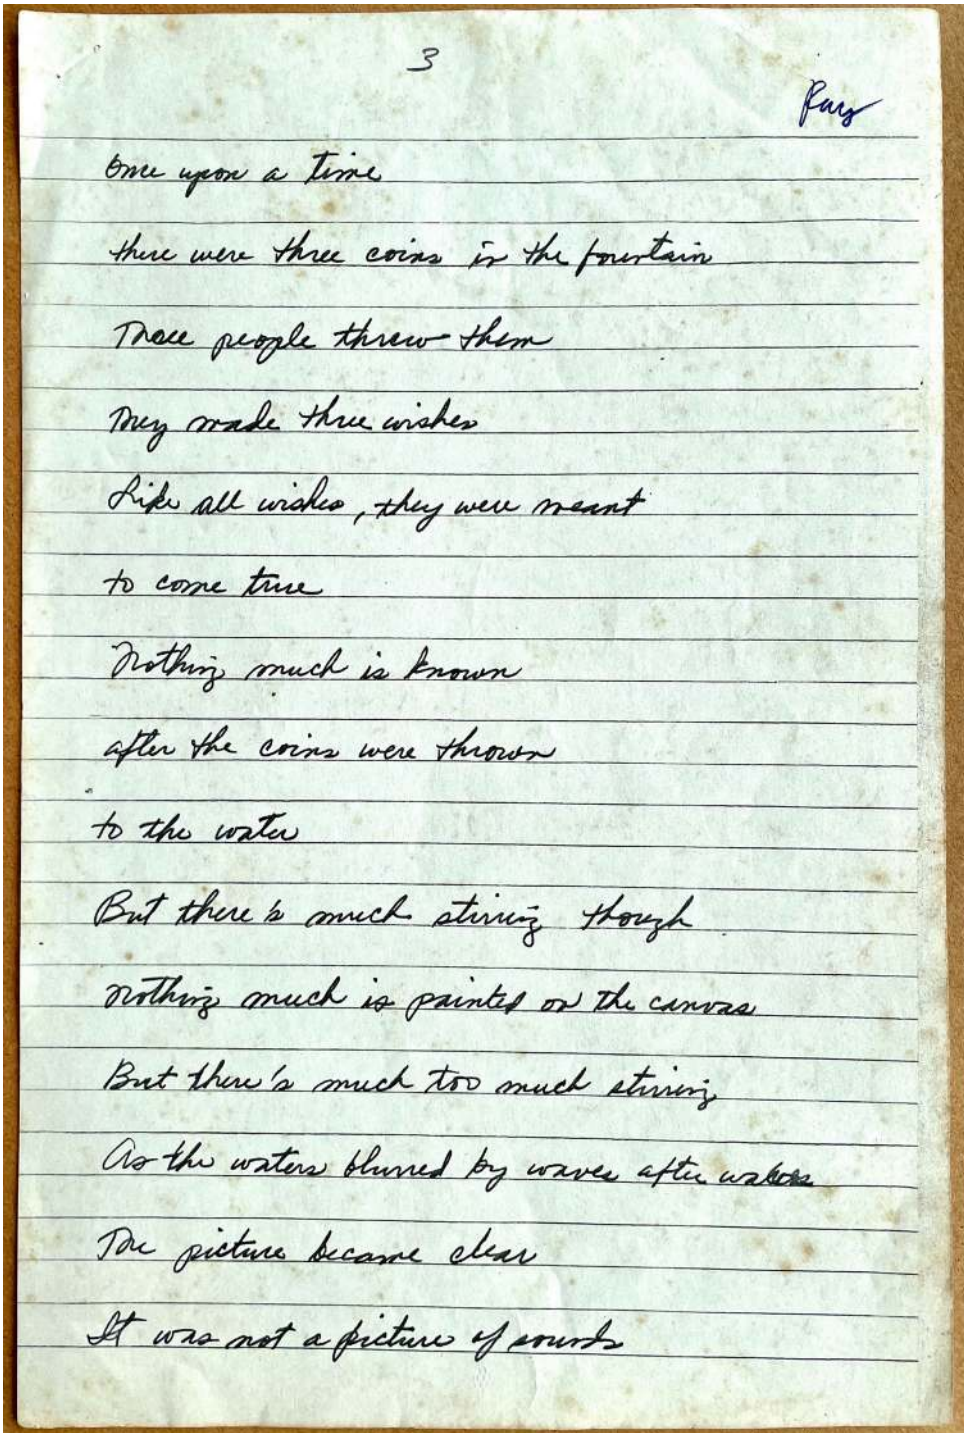 3
once upon a time
there were three coins in the fountain
Three people threw them
They made three wishes
Like all wishes, they were meant
to come true
Nothing much is known
after the coins were thrown
to the water
But there's much stirring though
Nothing much is painted on the canvas
But there's much too much stirring
As the waters blurred by waves after waves
The picture became clear
It was not a picture of sounds